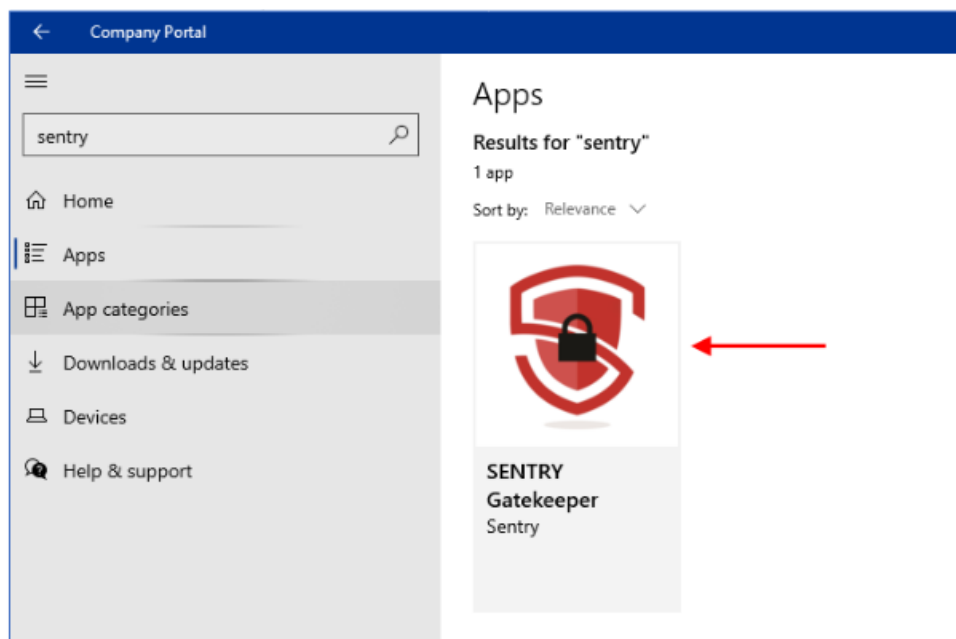 Company Portal
sentry
Home
Apps
App categories
Downloads & updates
Devices
Help & support
Apps
Results for "sentry"
1 app
Sort by: Relevance
SENTRY
Gatekeeper
Sentry